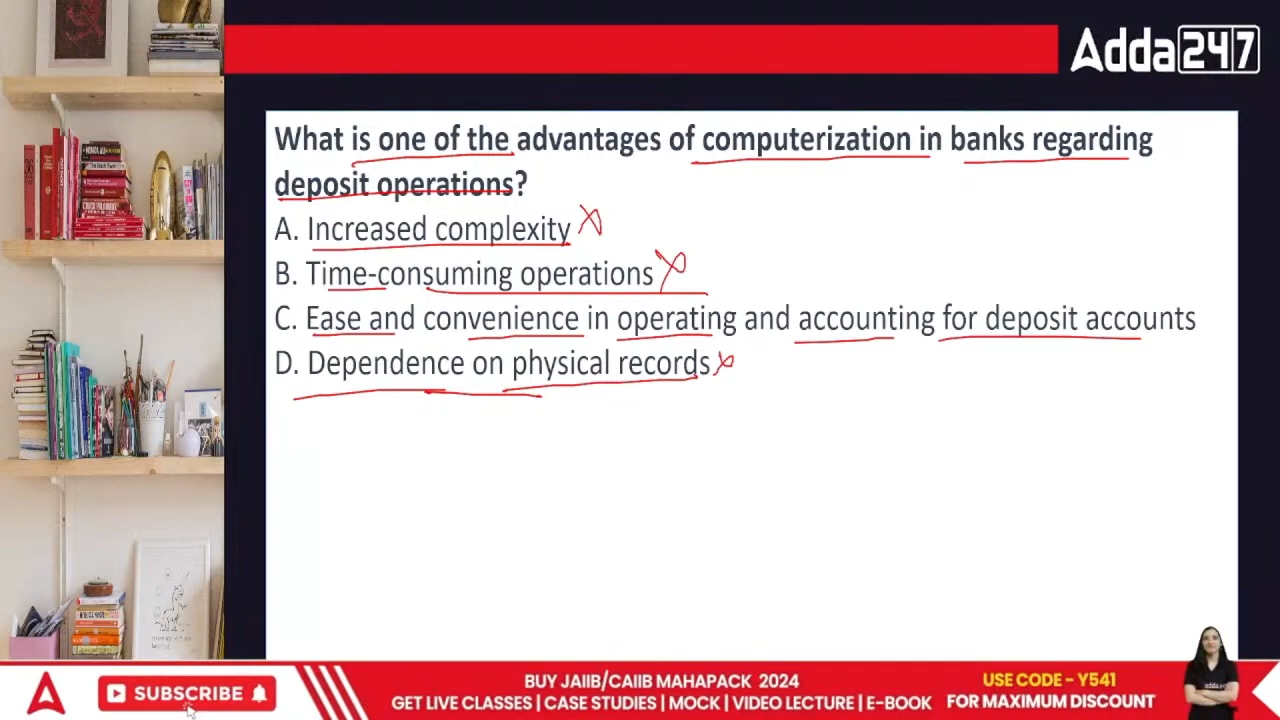 Adda247
What is one of the advantages of computerization in banks regarding
deposit operations?
A. Increased complexity
B. Time-consuming operations
C. Ease and convenience in operating and accounting for deposit accounts
D. Dependence on physical records
SUBSCRIBE
BUY JAIIB/CAIIB MAHAPACK 2024
LIVE CLASSES | CASE STUDIES | MOCK | VIDEO LECTURE | E-BOOK
USE CODE - Y541
FOR MAXIMUM DISCOUNT